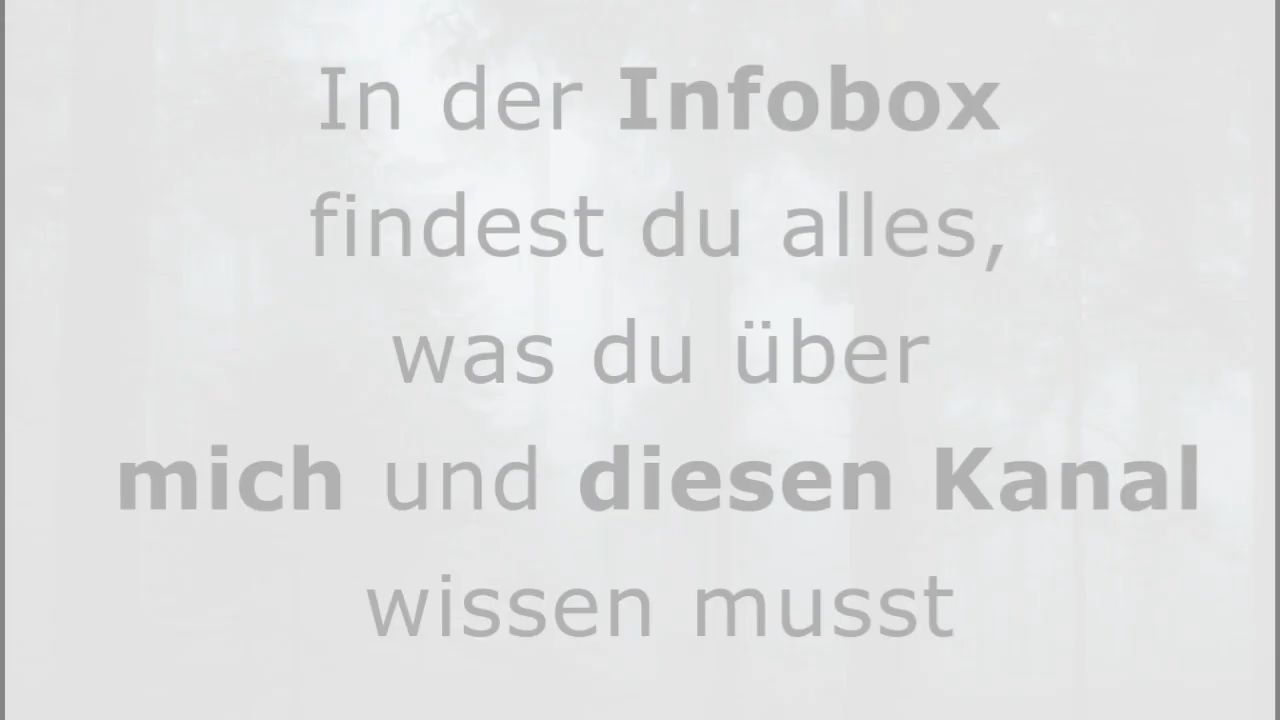 In der Infobox
findest du alles,
was du über
mich und diesen Kanal
wissen musst